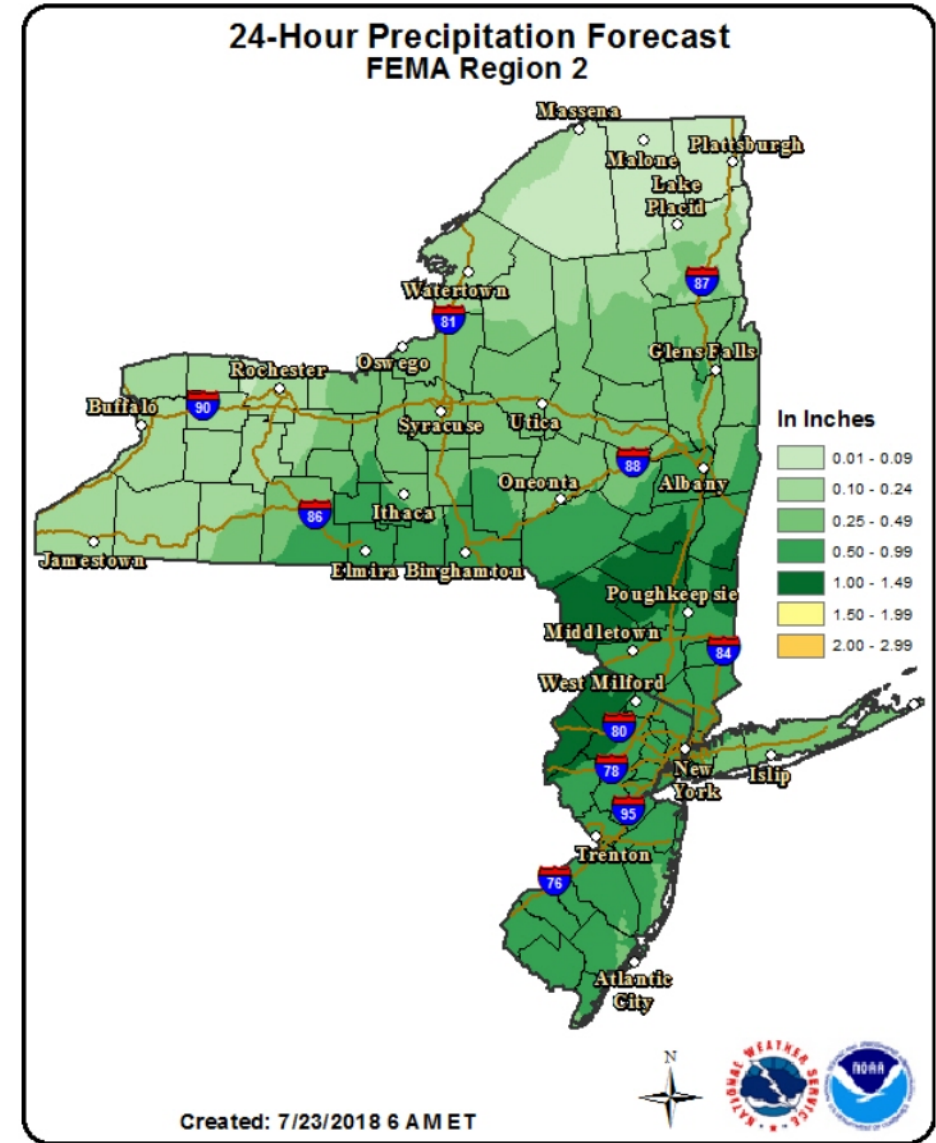 24-Hour Precipitation Forecast
FEMA Region 2
Massena
Malone
Plattsburgh
Lake
Placid
87
Watertown
81
Glens Falls
Oswego
Rochester
90
Buffalo
Syracuse
Utica
In Inches
0.01 - 0.09
0.10 - 0.24
0.25 - 0.49
0.50 - 0.99
1.00 - 1.49
1.50 - 1.99
2.00 - 2.99
88
Albany
Oneonta
Ithaca
86
Jamestown
Elmira
Binghamton
Poughkeepsie
Middletown
84
West Milford
80
78
New
York
Islip
95
Trenton
76
Atlantic
City
N
NATIONAL WEATHER SERVICE
NOAA
Created: 7/23/2018 6 AM ET